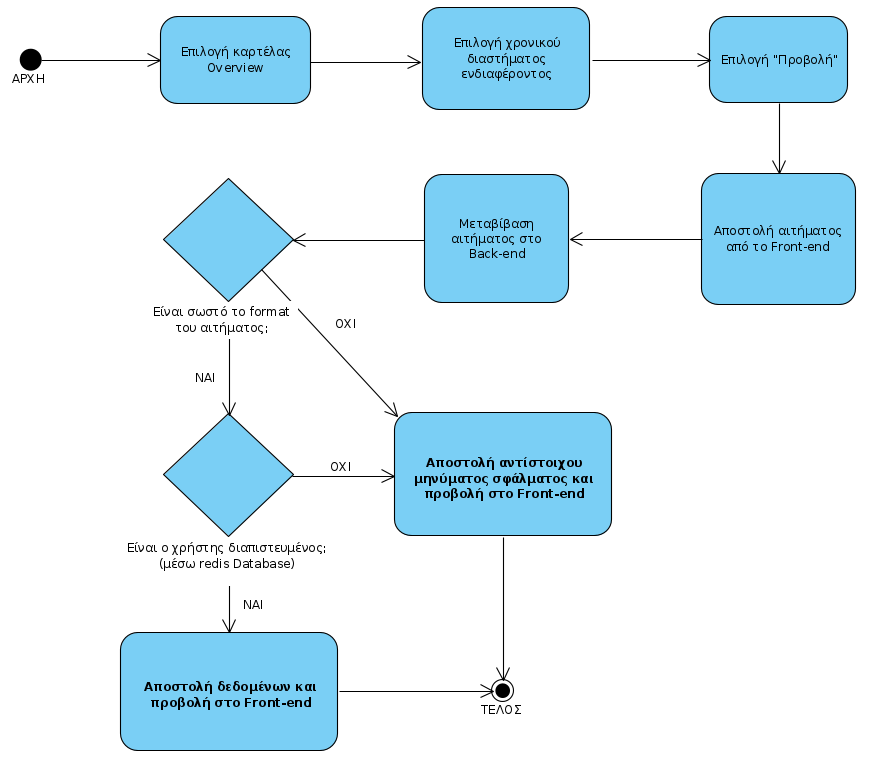 ΑΡΧΗ
Επιλογή καρτέλας
Overview
Επιλογή χρονικού
διαστήματος
ενδιαφέροντος
Επιλογή "Προβολή"
Αποστολή αιτήματος
από το Front-end
Μεταβίβαση
αιτήματος στο
Back-end
Είναι σωστό το format
του αιτήματος;
ΟΧΙ
ΝΑΙ
Αποστολή αντίστοιχου
μηνύματος σφάλματος και
προβολή στο Front-end
ΟΧΙ
Είναι ο χρήστης διαπιστευμένος;
(μέσω redis Database)
ΝΑΙ
Αποστολή δεδομένων και
προβολή στο Front-end
ΤΕΛΟΣ